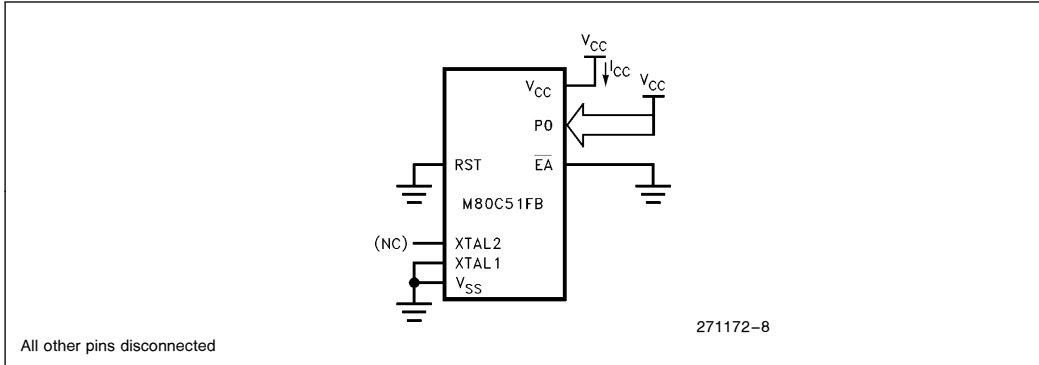 VCC
ICC
VCC
VCC
P0
RST
EA
M80C51FB
(NC)
XTAL2
XTAL1
VSS
271172–8
All other pins disconnected